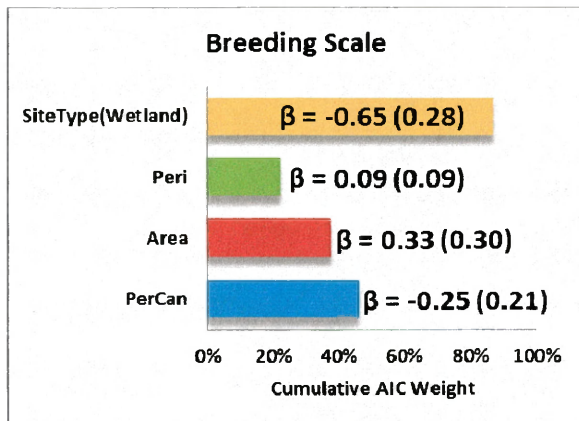 Breeding Scale
SiteType(Wetland)
β = -0.65 (0.28)
Peri
β = 0.09 (0.09)
Area
β = 0.33 (0.30)
PerCan
β = -0.25 (0.21)
0% 20% 40% 60% 80% 100%
Cumulative AIC Weight